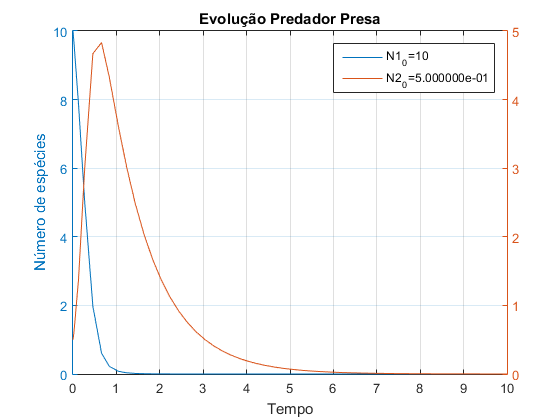 Evolução Predador Presa
N1₀=10
N2₀=5.000000e-01
Número de espécies
10
8
6
4
2
0
5
4
3
2
1
0
0 1 2 3 4 5 6 7 8 9 10
Tempo